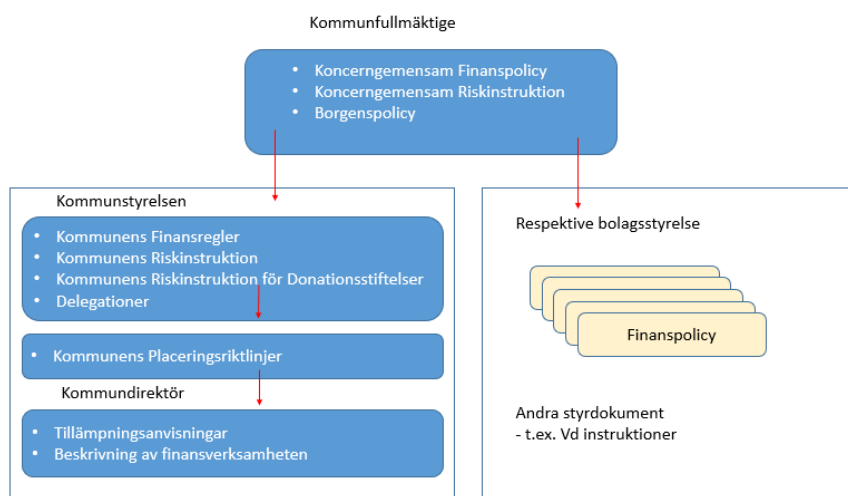 Kommunfullmäktige
• Koncerngemensam Finanspolicy
• Koncerngemensam Riskinstruktion
• Borgenspolicy
Kommunstyrelsen
• Kommunens Finansregler
• Kommunens Riskinstruktion
• Kommunens Riskinstruktion för Donationsstiftelser
• Delegationer
• Kommunens Placeringsriktlinjer
Kommundirektör
• Tillämpningsanvisningar
• Beskrivning av finansverksamheten
Respektive bolagsstyrelse
Finanspolicy
Andra styrdokument
- t.ex. Vd instruktioner